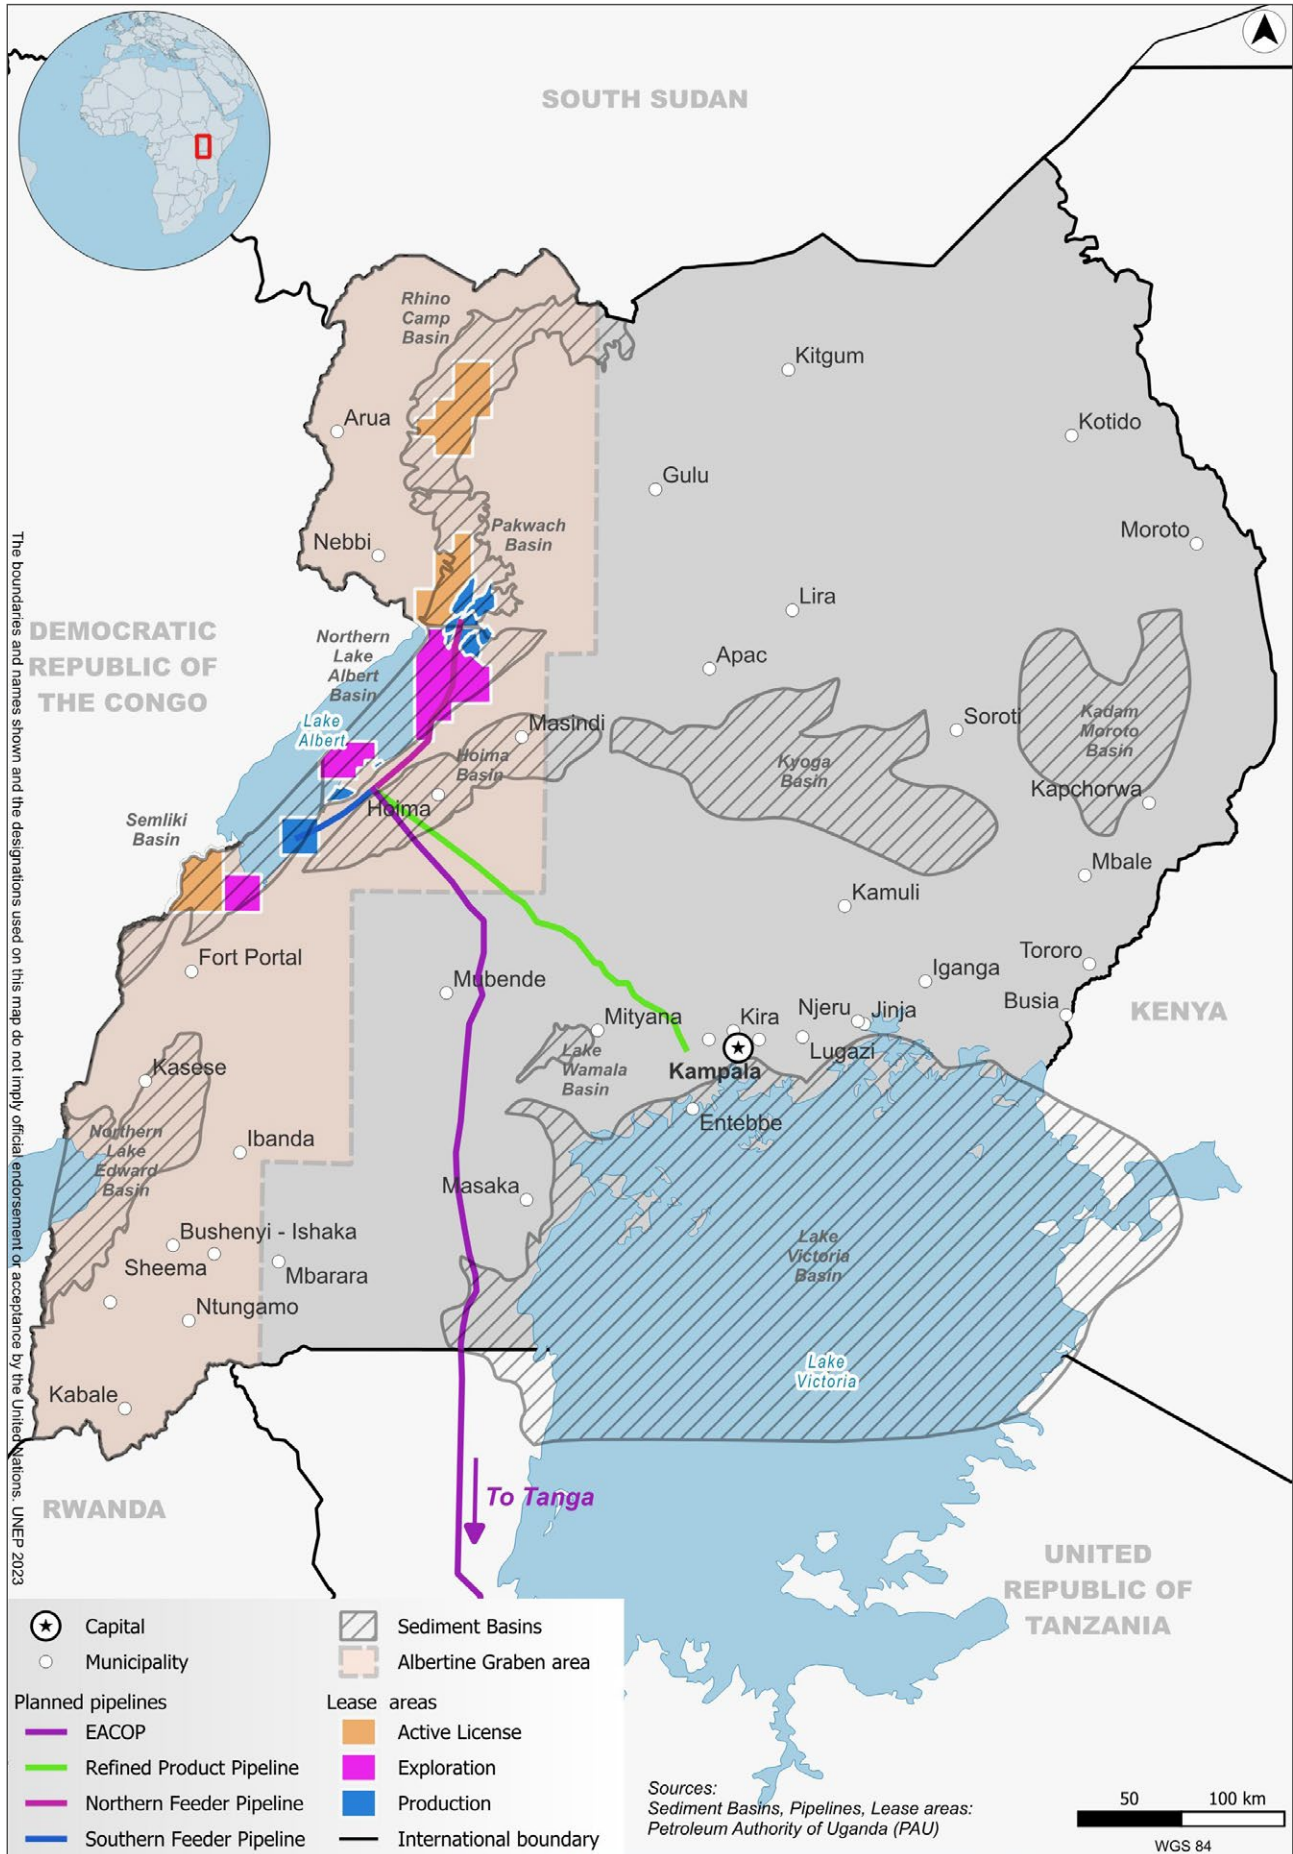 SOUTH SUDAN
Rhino
Camp
Basin
Kitgum
Arua
Kotido
Gulu
Pakwach
Basin
Nebbi
Moroto
DEMOCRATIC
REPUBLIC OF
THE CONGO
Northern
Lake
Albert
Basin
Lira
Apac
Lake
Albert
Masindi
Soroti
Kadam
Moroto
Basin
Hoima
Basin
Kyoga
Basin
Hoima
Kapchorwa
Semliki
Basin
Mbale
Kamuli
Fort Portal
Tororo
Iganga
Mubende
Busia
KENYA
Mityana
Kira
Njeru
Jinja
Lugazi
Lake
Wamala
Basin
Kampala
Kasese
Entebbe
Northern
Lake
Edward
Basin
Ibanda
Masaka
Bushenyi - Ishaka
Sheema
Mbarara
Lake
Victoria
Basin
Ntungamo
Lake
Victoria
Kabale
RWANDA
To Tanga
UNITED
REPUBLIC OF
TANZANIA
The boundaries and names shown and the designations used on this map do not imply official endorsement or acceptance by the United Nations. UNEP 2023
Capital
Municipality
Planned pipelines
EACOP
Refined Product Pipeline
Northern Feeder Pipeline
Southern Feeder Pipeline
Sediment Basins
Albertine Graben area
Lease areas
Active License
Exploration
Production
International boundary
Sources:
Sediment Basins, Pipelines, Lease areas:
Petroleum Authority of Uganda (PAU)
50 100 km
WGS 84